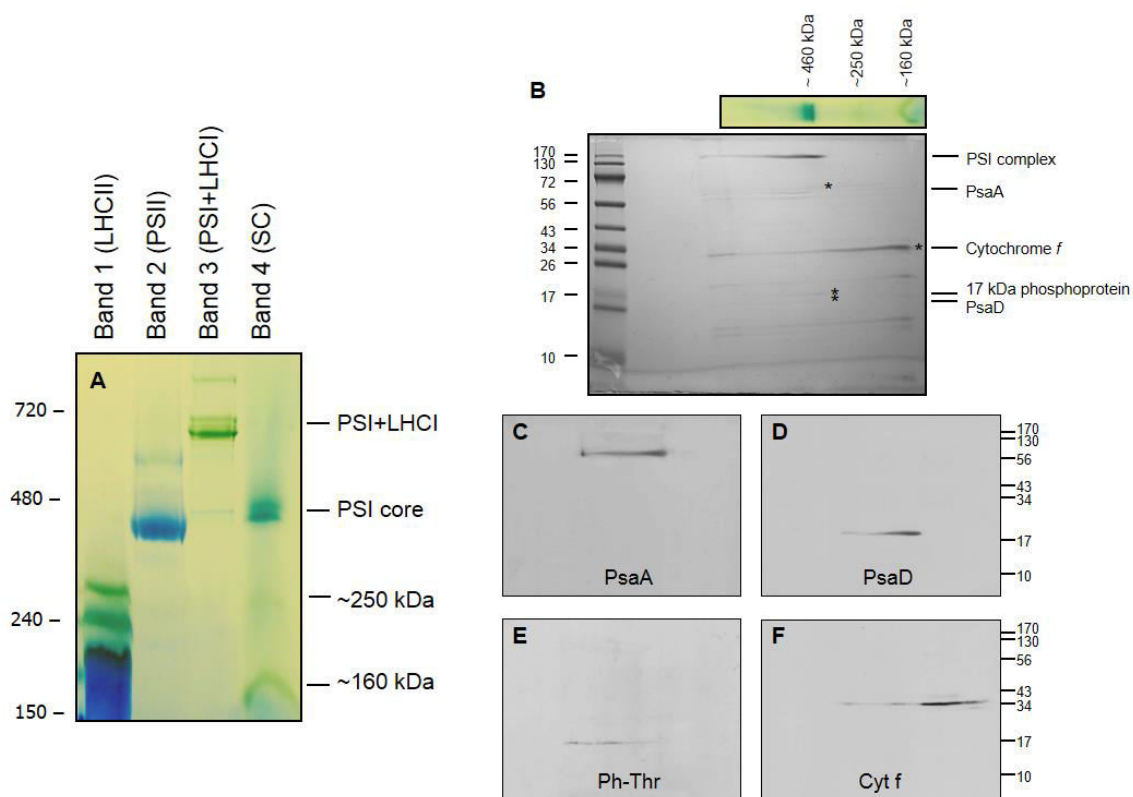 Band 1 (LHCII)
Band 2 (PSII)
Band 3 (PSI+LHCI)
Band 4 (SC)
A
720
480
240
150
PSI+LHCI
PSI core
~250 kDa
~160 kDa
B
~ 460 kDa
~250 kDa
~160 kDa
170
130
72
56
43
34
26
17
10
PSI complex
* PsaA
Cytochrome f
*
* 17 kDa phosphoprotein
* PsaD
C
PsaA
D
PsaD
170
130
56
43
34
17
10
E
Ph-Thr
F
Cyt f
170
130
56
43
34
17
10